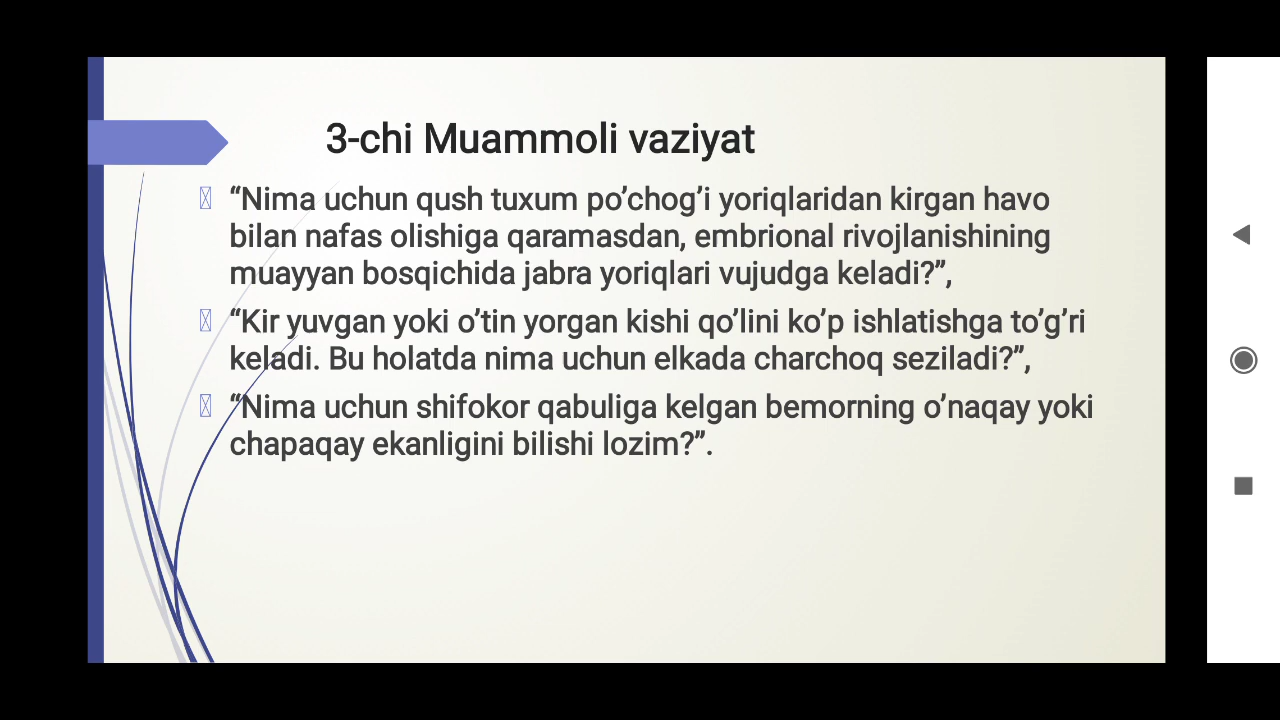 3-chi Muammoli vaziyat
“Nima uchun qush tuxum po’chog’i yoriqlaridan kirgan havo
bilan nafas olishiga qaramasdan, embrional rivojlanishining
muayyan bosqichida jabra yoriqlari vujudga keladi?”,
“Kir yuvgan yoki o’tin yorgan kishi qo’lini ko’p ishlatishga to’g’ri
keladi. Bu holatda nima uchun elkada charchoq seziladi?”,
“Nima uchun shifokor qabuliga kelgan bemorning o’naqay yoki
chapaqay ekanligini bilishi lozim?”.